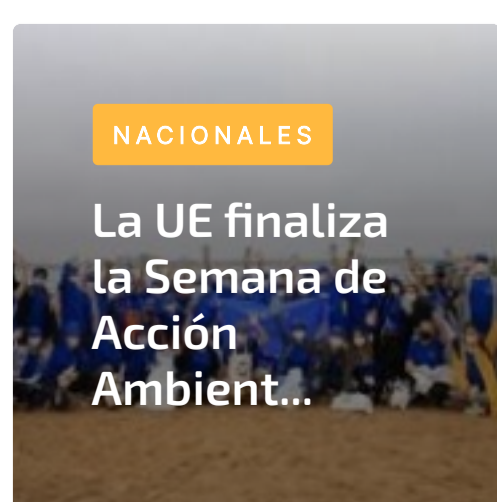 NACIONALES
La UE finaliza
la Semana de
Acción
Ambient...